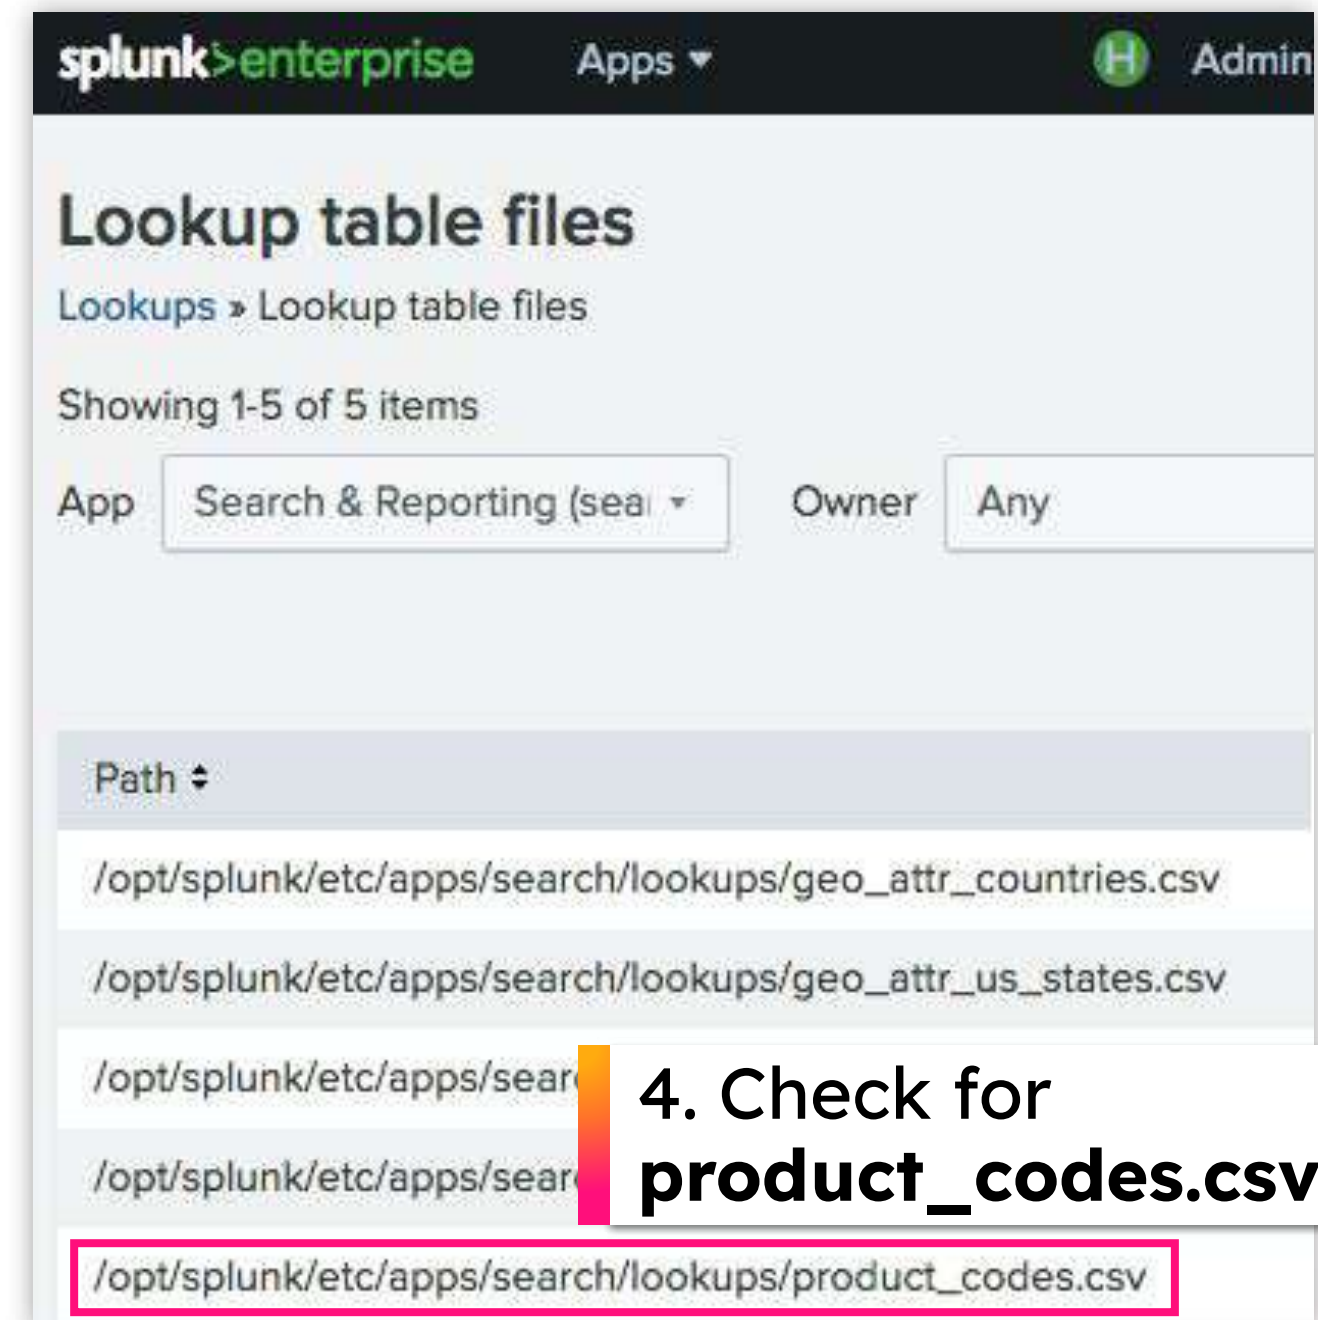 splunk>enterprise Apps H Admin
Lookup table files
Lookups » Lookup table files
Showing 1-5 of 5 items
App Search & Reporting (sea Owner Any
Path
/opt/splunk/etc/apps/search/lookups/geo_attr_countries.csv
/opt/splunk/etc/apps/search/lookups/geo_attr_us_states.csv
/opt/splunk/etc/apps/sear
4. Check for
/opt/splunk/etc/apps/sear
product_codes.csv
/opt/splunk/etc/apps/search/lookups/product_codes.csv